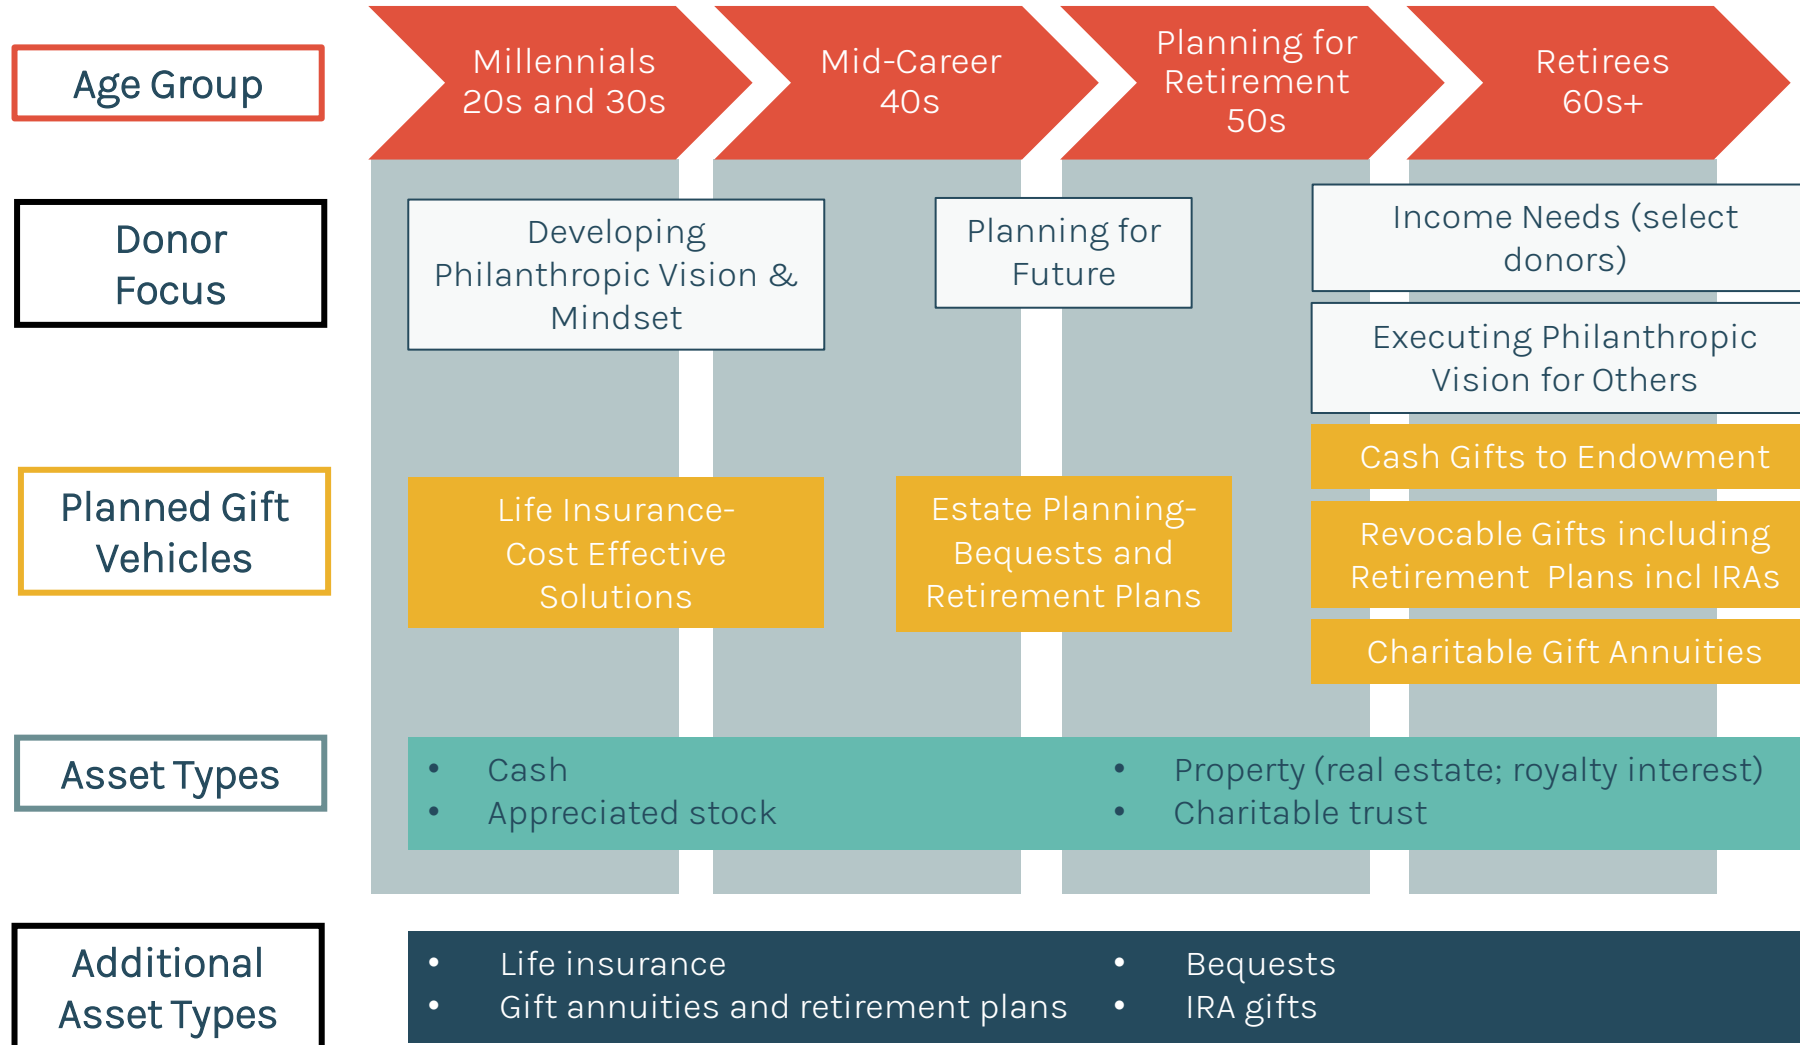 Age Group
Millennials
20s and 30s
Mid-Career
40s
Planning for
Retirement
50s
Retirees
60s+
Donor
Focus
Developing
Philanthropic Vision &
Mindset
Planning for
Future
Income Needs (select
donors)
Executing Philanthropic
Vision for Others
Planned Gift
Vehicles
Life Insurance-
Cost Effective
Solutions
Estate Planning-
Bequests and
Retirement Plans
Cash Gifts to Endowment
Revocable Gifts including
Retirement  Plans incl IRAs
Charitable Gift Annuities
Asset Types
• Cash
• Appreciated stock
• Property (real estate; royalty interest)
• Charitable trust
Additional
Asset Types
• Life insurance
• Gift annuities and retirement plans
• Bequests
• IRA gifts